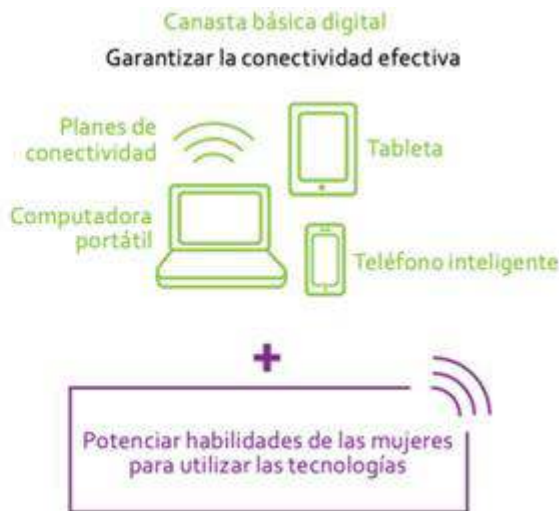 Canasta básica digital
Garantizar la conectividad efectiva
Planes de
conectividad
Tableta
Computadora
portátil
Teléfono inteligente
+
Potenciar habilidades de las mujeres
para utilizar las tecnologías